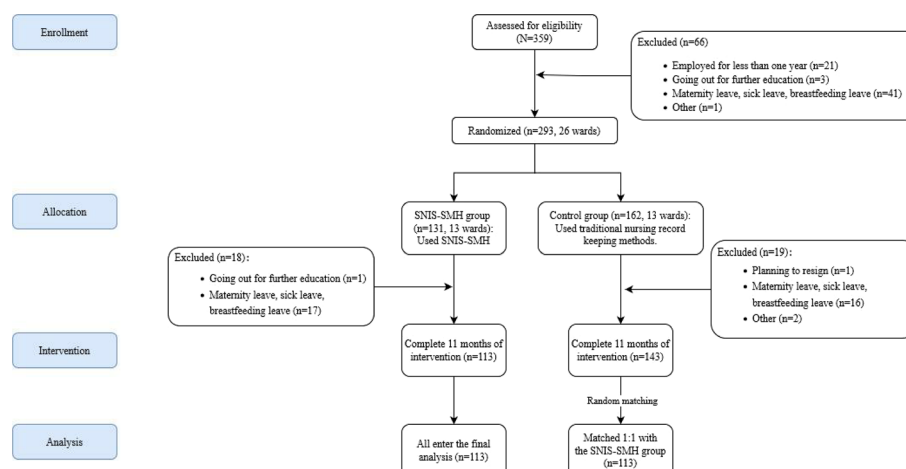 Enrollment
Assessed for eligibility
(N=359)
Excluded (n=66)
• Employed for less than one year (n=21)
• Going out for further education (n=3)
• Maternity leave, sick leave, breastfeeding leave (n=41)
• Other (n=1)
Randomized (n=293, 26 wards)
Allocation
SNIS-SMH group
(n=131, 13 wards):
Used SNIS-SMH
Control group (n=162, 13 wards):
Used traditional nursing record
keeping methods.
Excluded (n=18):
• Going out for further education (n=1)
• Maternity leave, sick leave,
breastfeeding leave (n=17)
Excluded (n=19):
• Planning to resign (n=1)
• Maternity leave, sick leave,
breastfeeding leave (n=16)
• Other (n=2)
Intervention
Complete 11 months of
intervention (n=113)
Complete 11 months of
intervention (n=143)
Random matching
Analysis
All enter the final
analysis (n=113)
Matched 1:1 with
the SNIS-SMH group
(n=113)